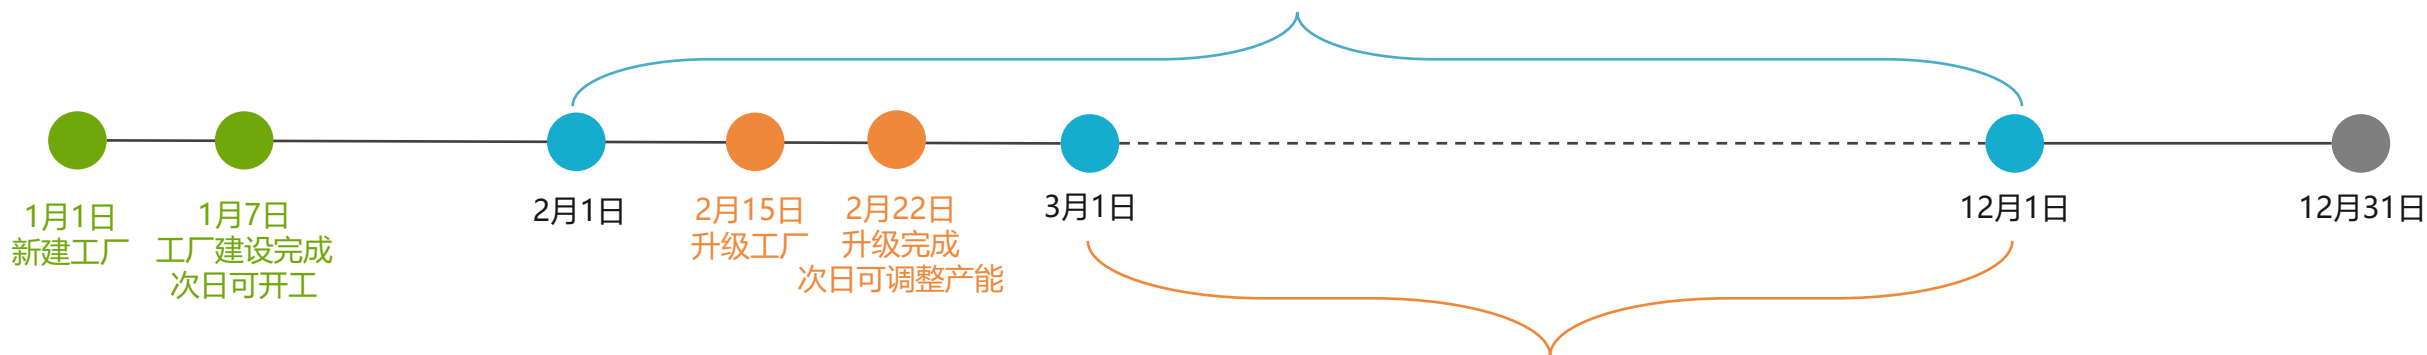 1月1日
新建工厂
1月7日
工厂建设完成
次日可开工
2月1日
2月15日
升级工厂
2月22日
升级完成
次日可调整产能
3月1日
12月1日
12月31日